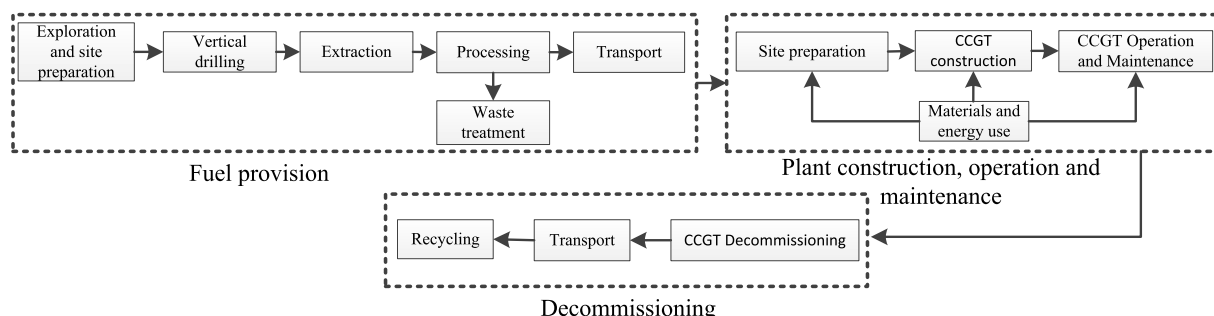 Exploration
and site
preparation
Vertical
drilling
Extraction
Processing
Transport
Waste
treatment
Fuel provision
Site preparation
CCGT
construction
CCGT Operation
and Maintenance
Materials and
energy use
Plant construction, operation and
maintenance
Recycling
Transport
CCGT Decommissioning
Decommissioning